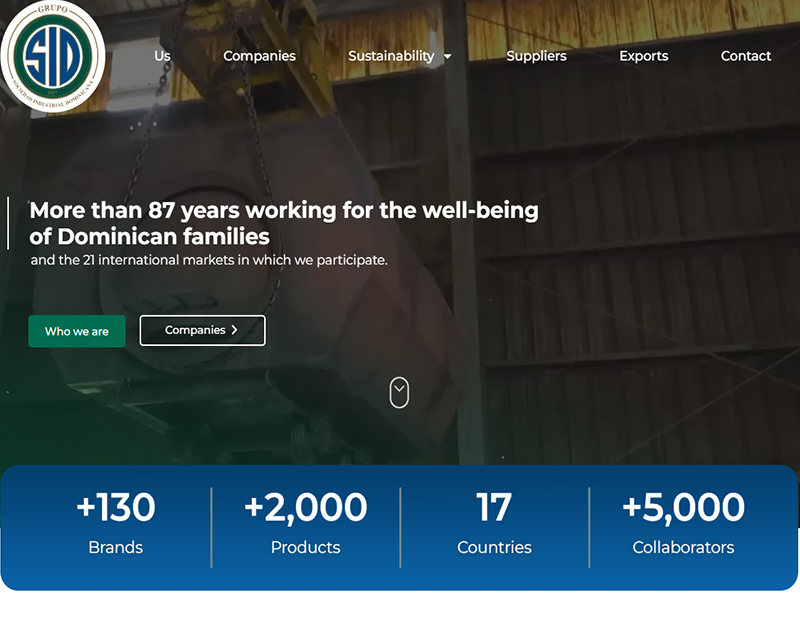 GRUPO
SID
1937
SOCIEDAD INDUSTRIAL DOMINICANA
Us
Companies
Sustainability
Suppliers
Exports
Contact
More than 87 years working for the well-being
of Dominican families
and the 21 international markets in which we participate.
Who we are
Companies
+130
Brands
+2,000
Products
17
Countries
+5,000
Collaborators